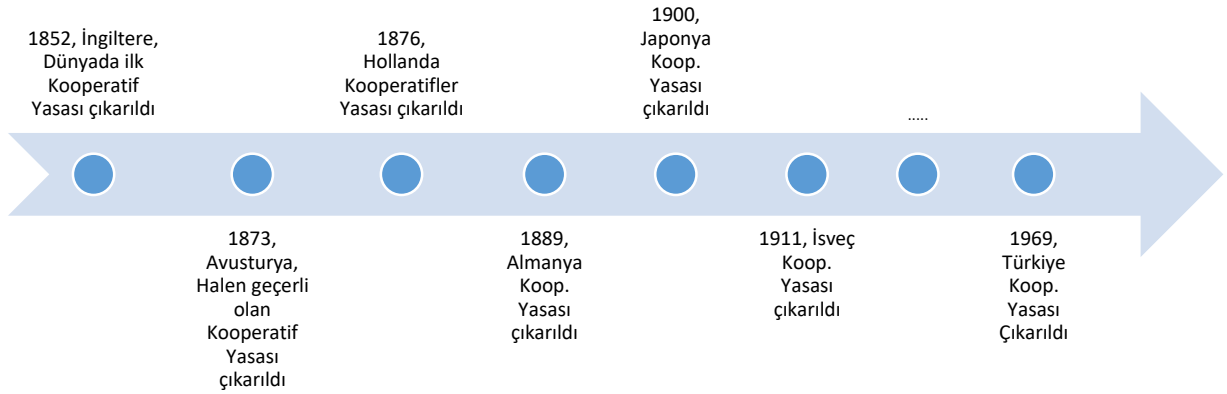 1852, İngiltere,
Dünyada ilk
Kooperatif
Yasası çıkarıldı
1873,
Avusturya,
Halen geçerli
olan
Kooperatif
Yasası
çıkarıldı
1876,
Hollanda
Kooperatifler
Yasası çıkarıldı
1889,
Almanya
Koop.
Yasası
çıkarıldı
1900,
Japonya
Koop.
Yasası
çıkarıldı
1911, İsveç
Koop.
Yasası
çıkarıldı
.....
1969,
Türkiye
Koop.
Yasası
Çıkarıldı